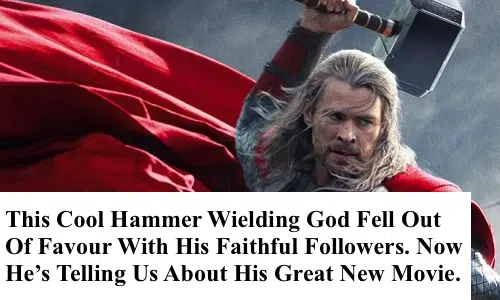 This Cool Hammer Wielding God Fell Out
Of Favour With His Faithful Followers. Now
He's Telling Us About His Great New Movie.